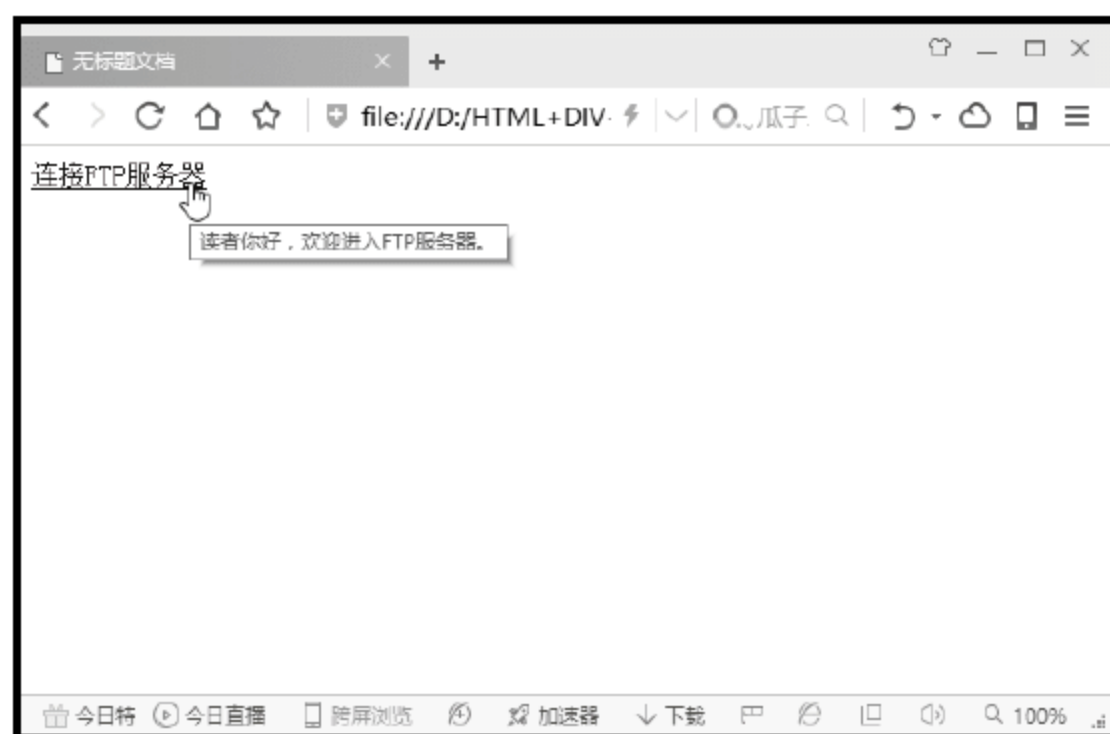 无标题文档
file:///D:/HTML+DIV
瓜子
连接FTP服务器
读者你好，欢迎进入FTP服务器。
今日特 今日直播 跨屏浏览 加速器 下载 100%